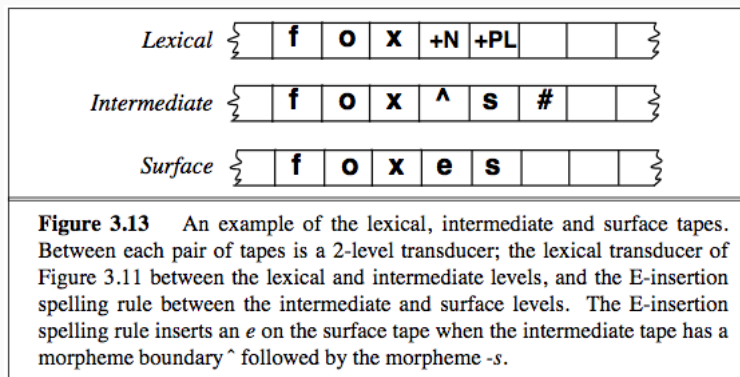 Lexical f o x +N +PL
Intermediate f o x ^ s #
Surface f o x e s
Figure 3.13 An example of the lexical, intermediate and surface tapes.
Between each pair of tapes is a 2-level transducer; the lexical transducer of
Figure 3.11 between the lexical and intermediate levels, and the E-insertion
spelling rule between the intermediate and surface levels. The E-insertion
spelling rule inserts an e on the surface tape when the intermediate tape has a
morpheme boundary ^ followed by the morpheme -s.